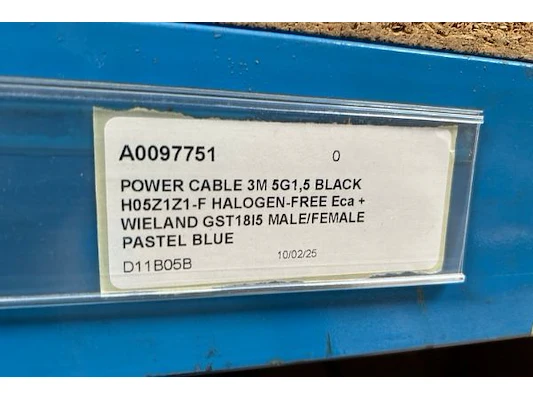 A0097751 0
POWER CABLE 3M 5G1,5 BLACK
H05Z1Z1-F HALOGEN-FREE Eca +
WIELAND GST18I5 MALE/FEMALE
PASTEL BLUE
D11B05B 10/02/25